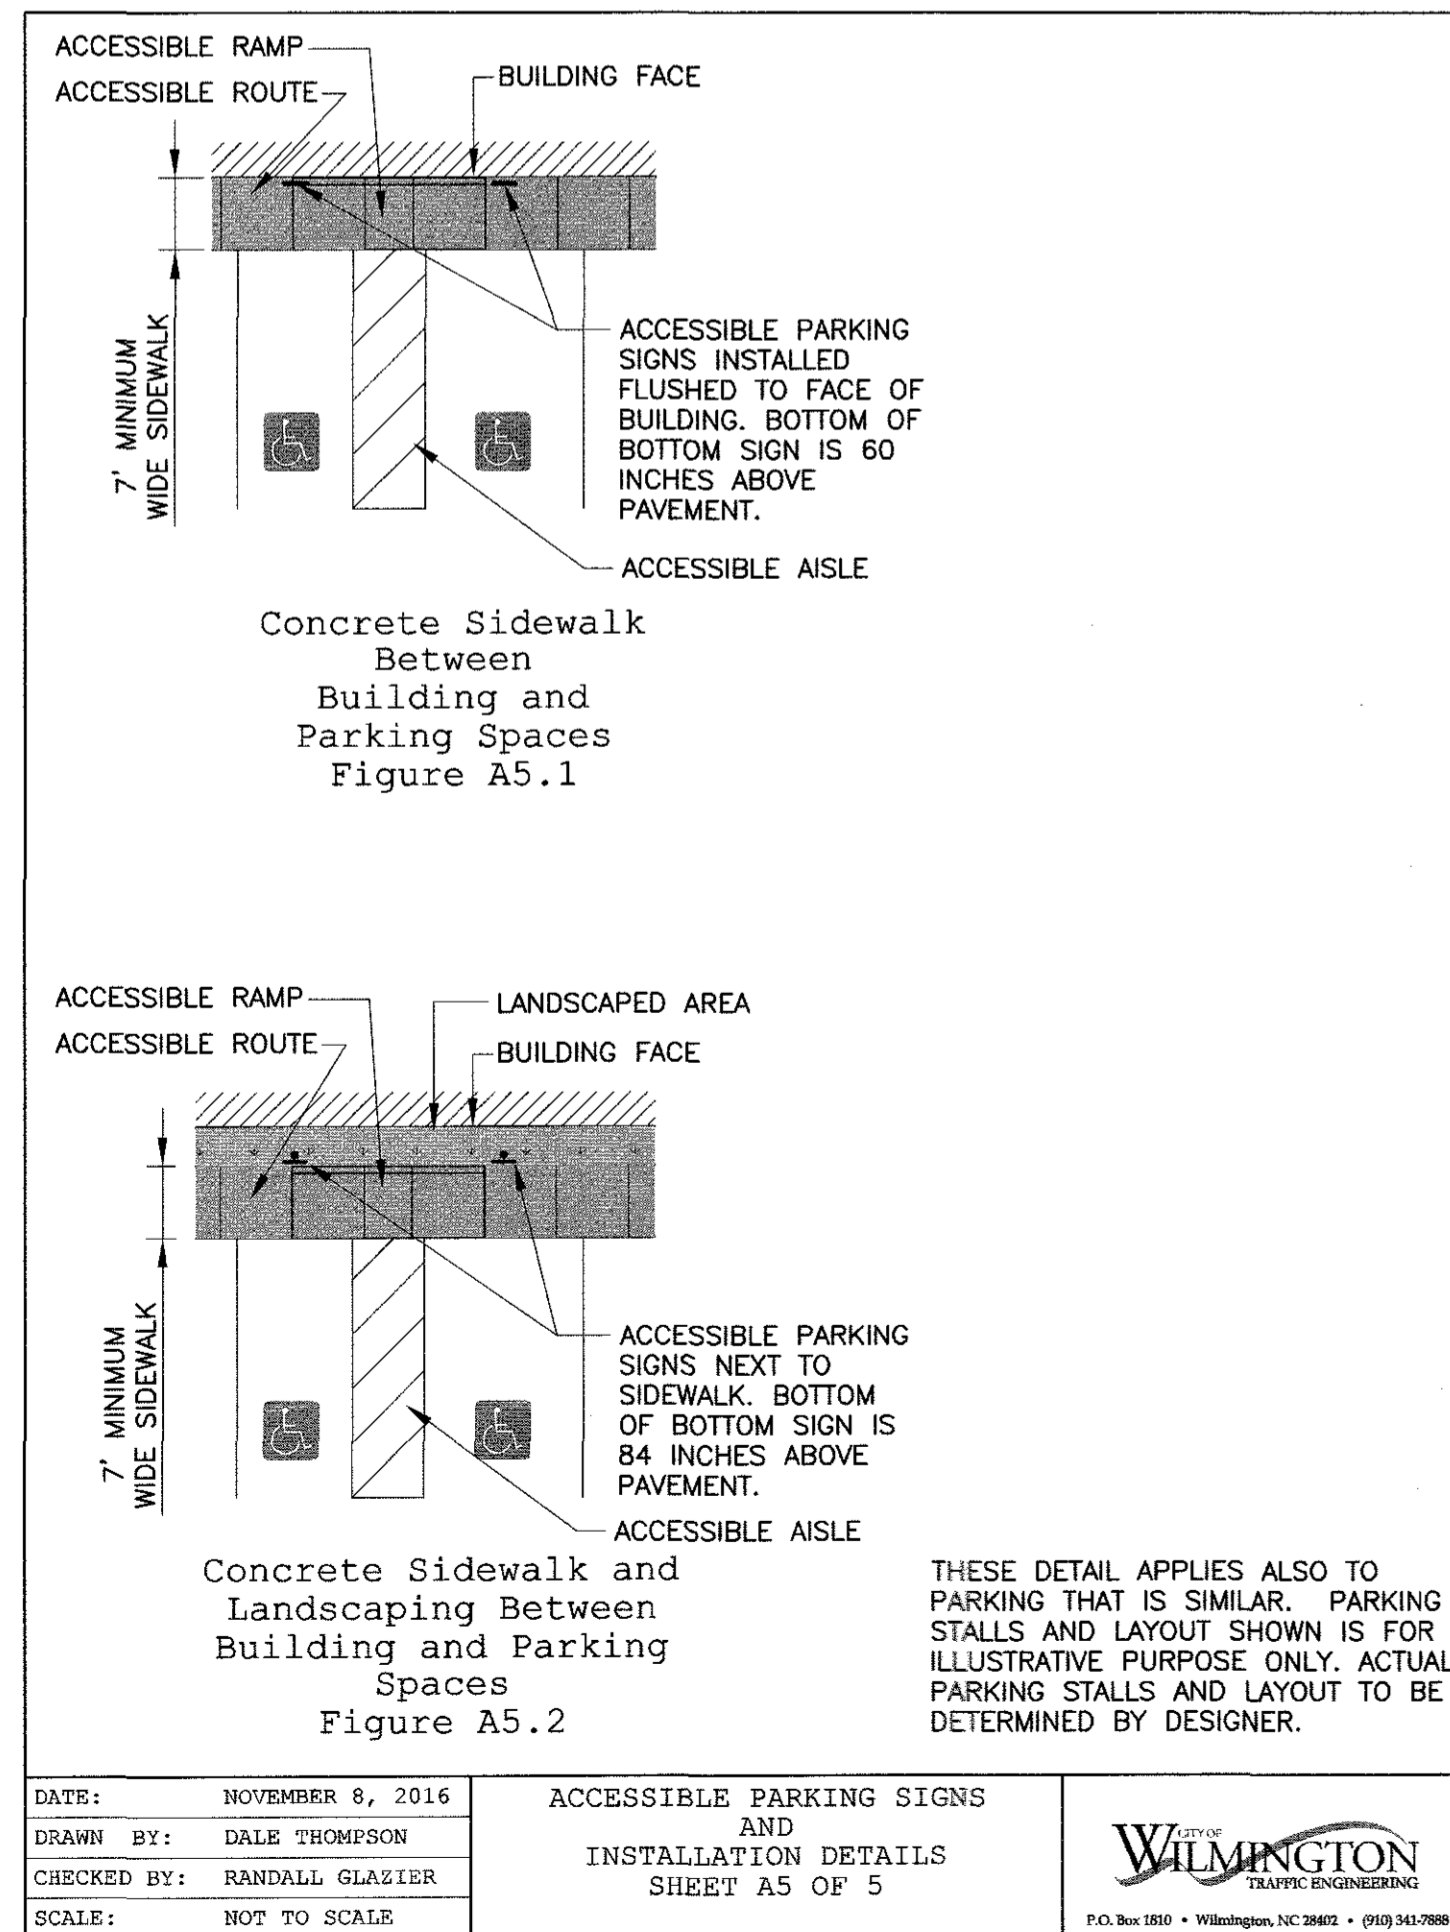 ACCESSIBLE RAMP
ACCESSIBLE ROUTE
BUILDING FACE
7' MINIMUM
WIDE SIDEWALK
ACCESSIBLE PARKING
SIGNS INSTALLED
FLUSHED TO FACE OF
BUILDING. BOTTOM OF
BOTTOM SIGN IS 60
INCHES ABOVE
PAVEMENT.
ACCESSIBLE AISLE
Concrete Sidewalk
Between
Building and
Parking Spaces
Figure A5.1
ACCESSIBLE RAMP
ACCESSIBLE ROUTE
LANDSCAPED AREA
BUILDING FACE
7' MINIMUM
WIDE SIDEWALK
ACCESSIBLE PARKING
SIGNS NEXT TO
SIDEWALK. BOTTOM
OF BOTTOM SIGN IS
84 INCHES ABOVE
PAVEMENT.
ACCESSIBLE AISLE
Concrete Sidewalk and
Landscaping Between
Building and Parking
Spaces
Figure A5.2
THESE DETAIL APPLIES ALSO TO
PARKING THAT IS SIMILAR. PARKING
STALLS AND LAYOUT SHOWN IS FOR
ILLUSTRATIVE PURPOSE ONLY. ACTUAL
PARKING STALLS AND LAYOUT TO BE
DETERMINED BY DESIGNER.
DATE: NOVEMBER 8, 2016
DRAWN BY: DALE THOMPSON
CHECKED BY: RANDALL GLAZIER
SCALE: NOT TO SCALE
ACCESSIBLE PARKING SIGNS
AND
INSTALLATION DETAILS
SHEET A5 OF 5
CITY OF
WILMINGTON
TRAFFIC ENGINEERING
P.O. Box 1810 • Wilmington, NC 28402 • (910) 341-7888